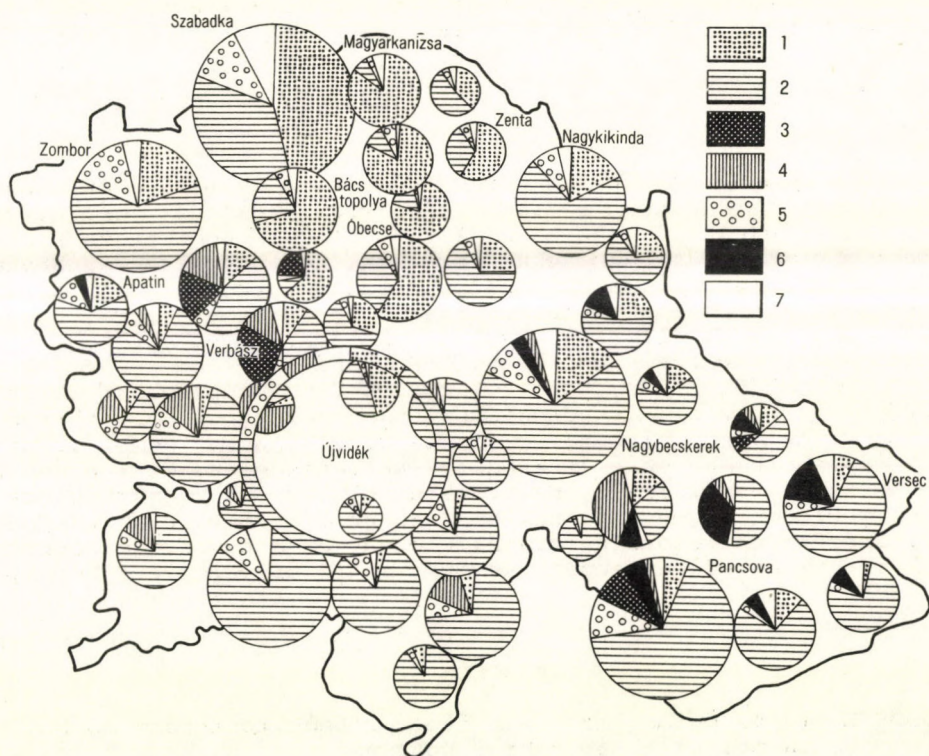 Szabadka
Magyarkanizsa
Zenta
Nagykikinda
Zombor
Bács
topolya
Óbecse
Apatin
Verbász
Újvidék
Nagybecskerek
Versec
Pancsova
1
2
3
4
5
6
7